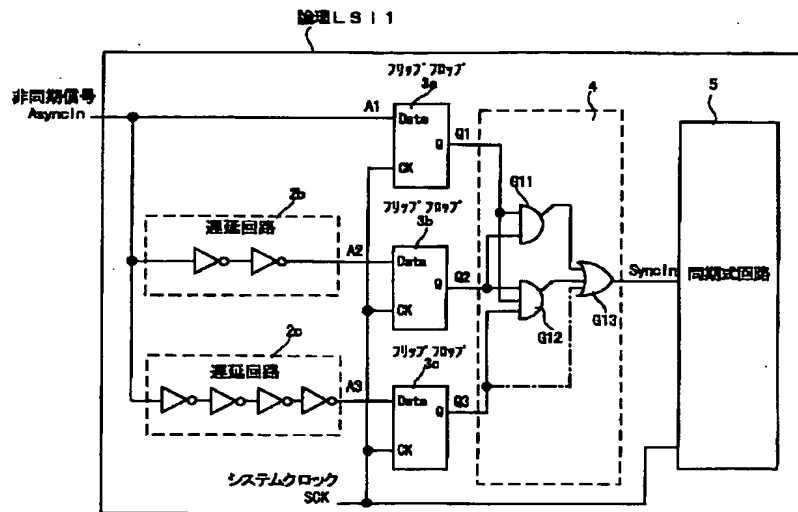 論理LSI1
非同期信号
AsyncIn
A1
フリップフロップ
3a
Data
Q
CK
Q1
4
5
G11
2b
遅延回路
A2
フリップフロップ
3b
Data
Q
CK
Q2
G12
G13
SyncIn
同期式回路
2c
遅延回路
A3
フリップフロップ
3c
Data
Q
CK
Q3
システムクロック
SCK